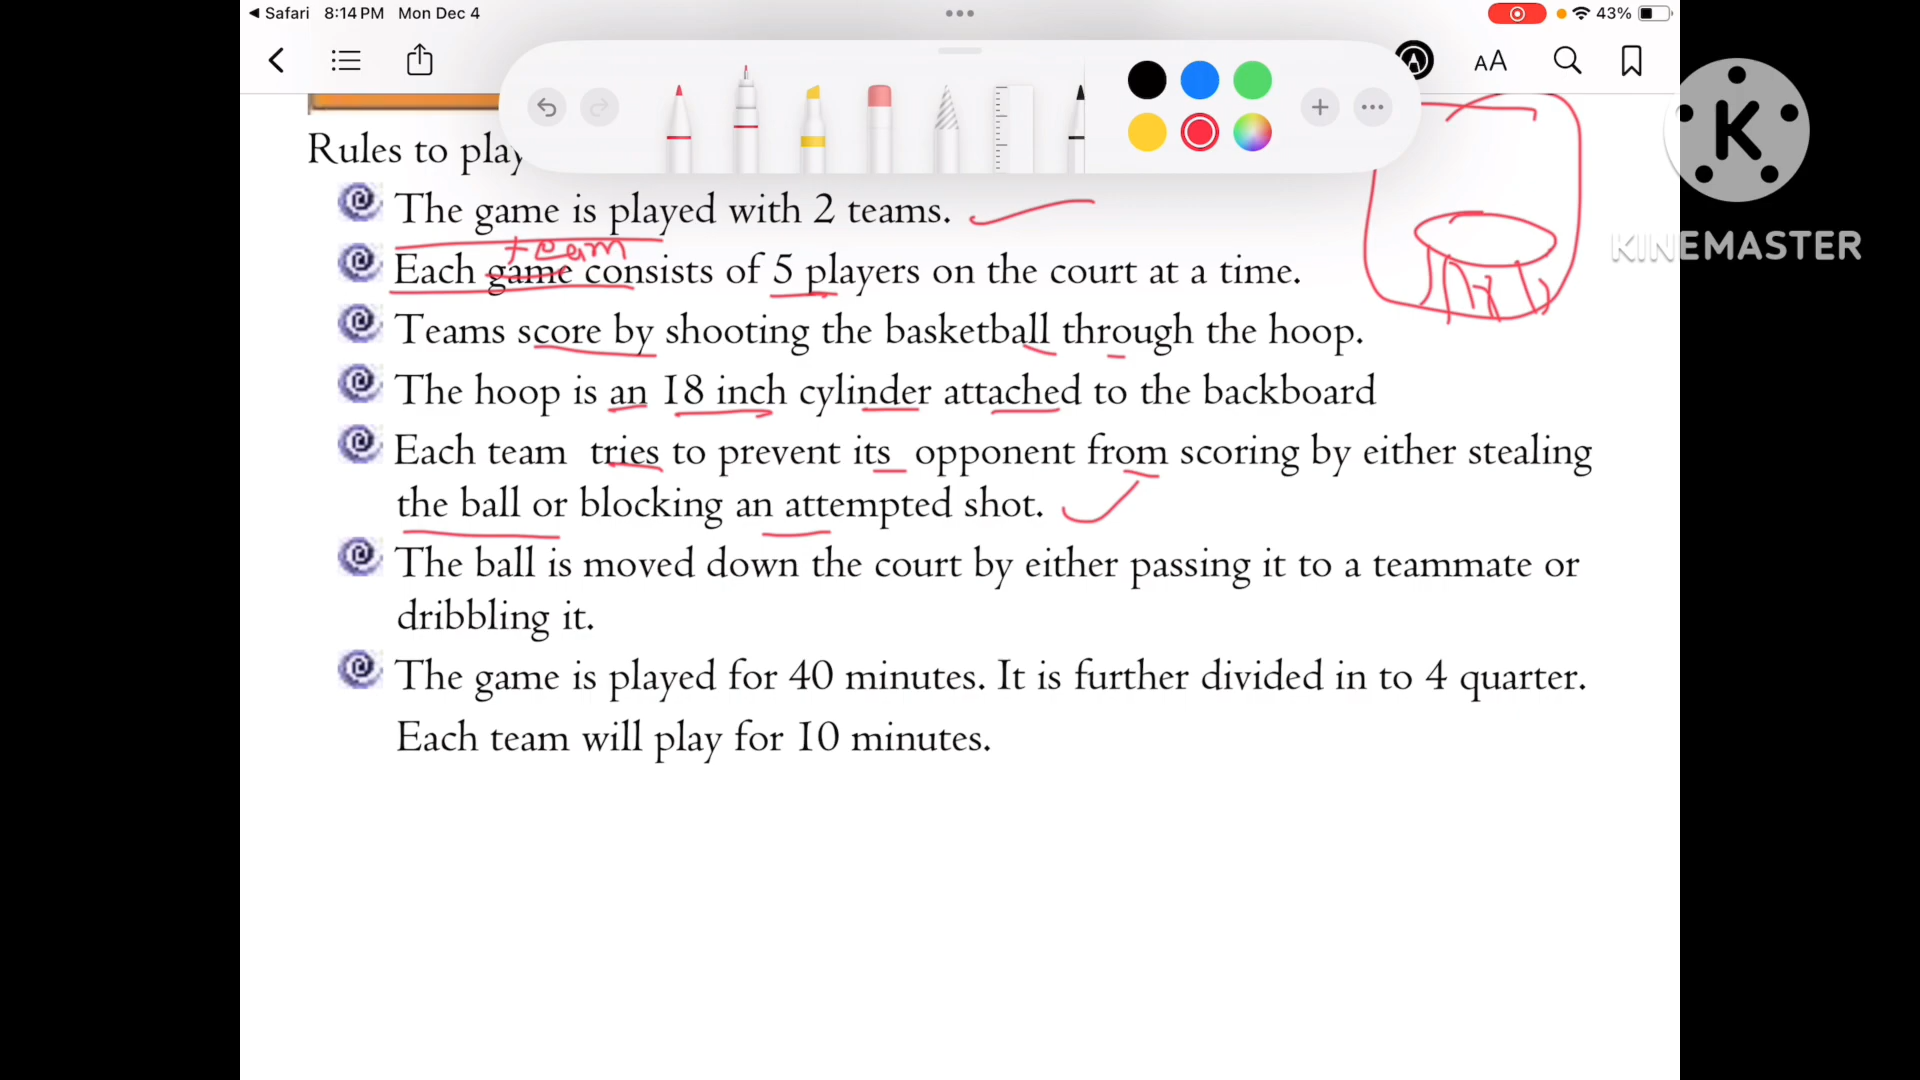 Safari 8:14 PM Mon Dec 4
43%
AA
K
KINEMASTER
Rules to play
The game is played with 2 teams.
team
Each game consists of 5 players on the court at a time.
Teams score by shooting the basketball through the hoop.
The hoop is an 18 inch cylinder attached to the backboard
Each team tries to prevent its opponent from scoring by either stealing
the ball or blocking an attempted shot.
The ball is moved down the court by either passing it to a teammate or
dribbling it.
The game is played for 40 minutes. It is further divided in to 4 quarter.
Each team will play for 10 minutes.